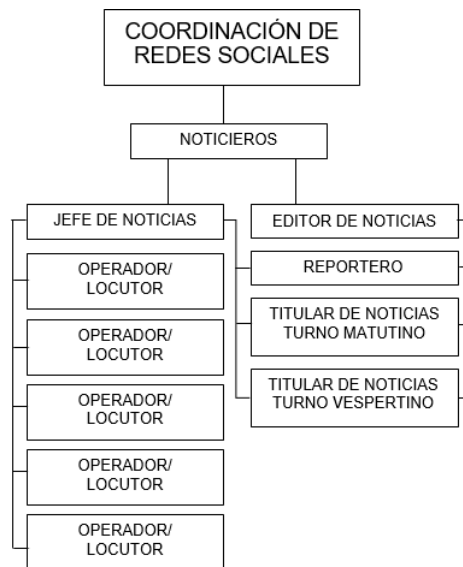 COORDINACIÓN DE
REDES SOCIALES
NOTICIEROS
JEFE DE NOTICIAS
OPERADOR/
LOCUTOR
OPERADOR/
LOCUTOR
OPERADOR/
LOCUTOR
OPERADOR/
LOCUTOR
OPERADOR/
LOCUTOR
EDITOR DE NOTICIAS
REPORTERO
TITULAR DE NOTICIAS
TURNO MATUTINO
TITULAR DE NOTICIAS
TURNO VESPERTINO